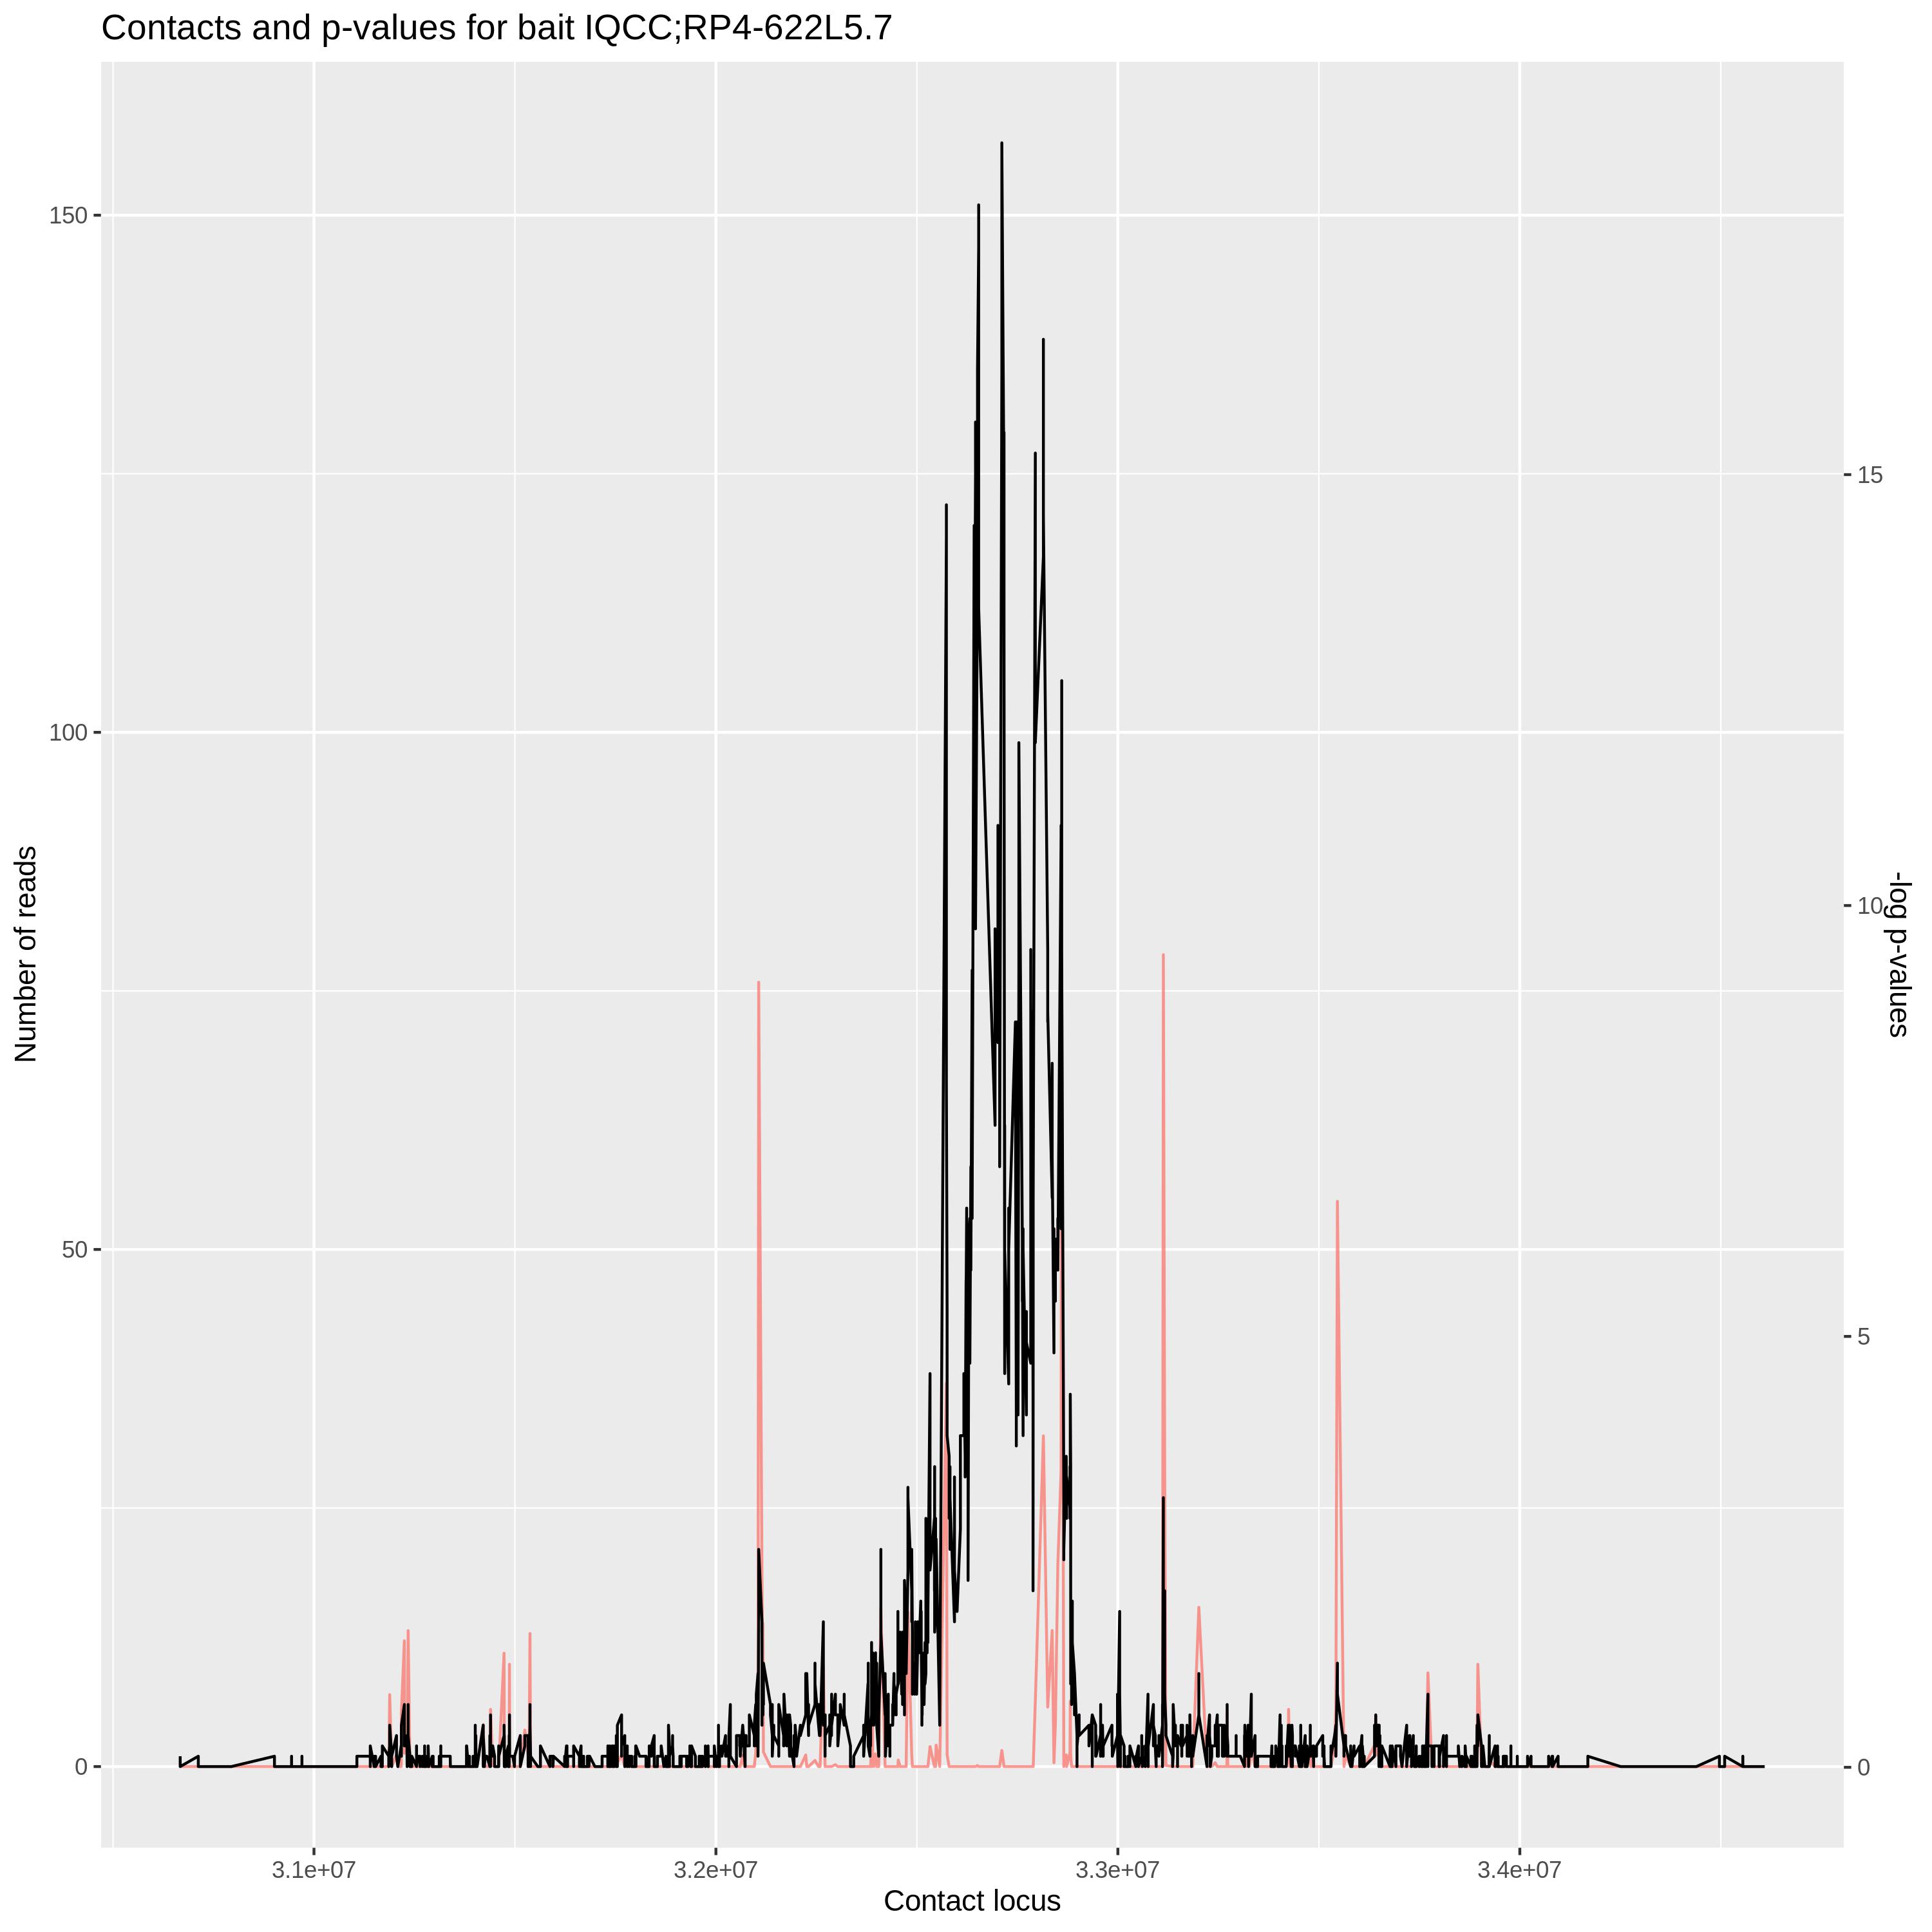 Contacts and p-values for bait IQCC;RP4-622L5.7
150
100
50
0
Number of reads
15
10
5
0
-log p-values
3.1e+07
3.2e+07
3.3e+07
3.4e+07
Contact locus